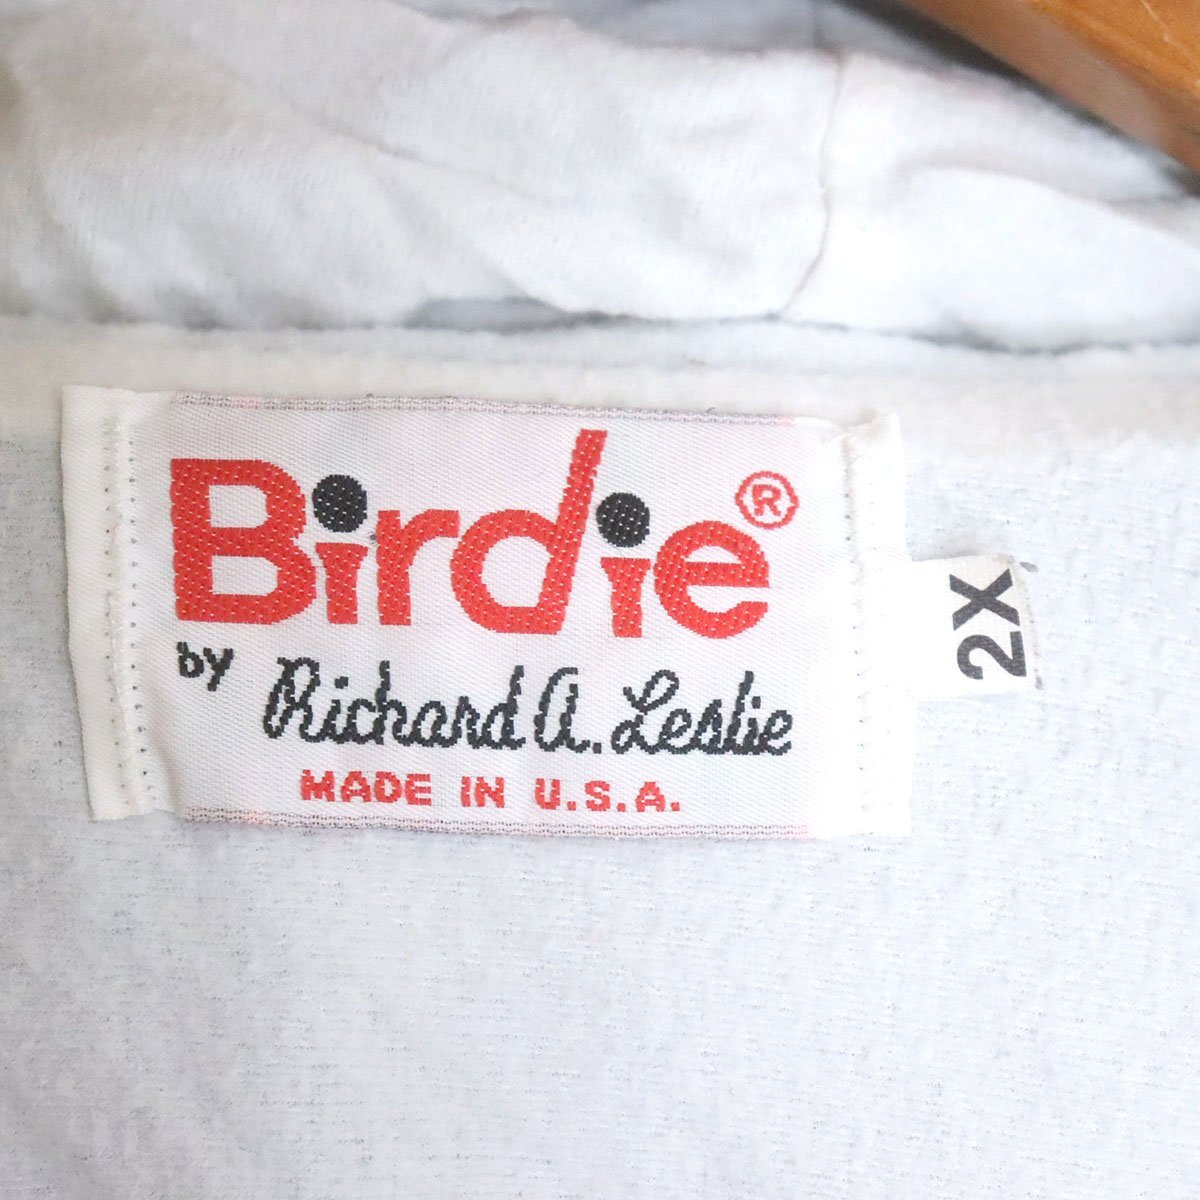 Birdie®
by Richard A. Leslie
MADE IN U.S.A.
2X